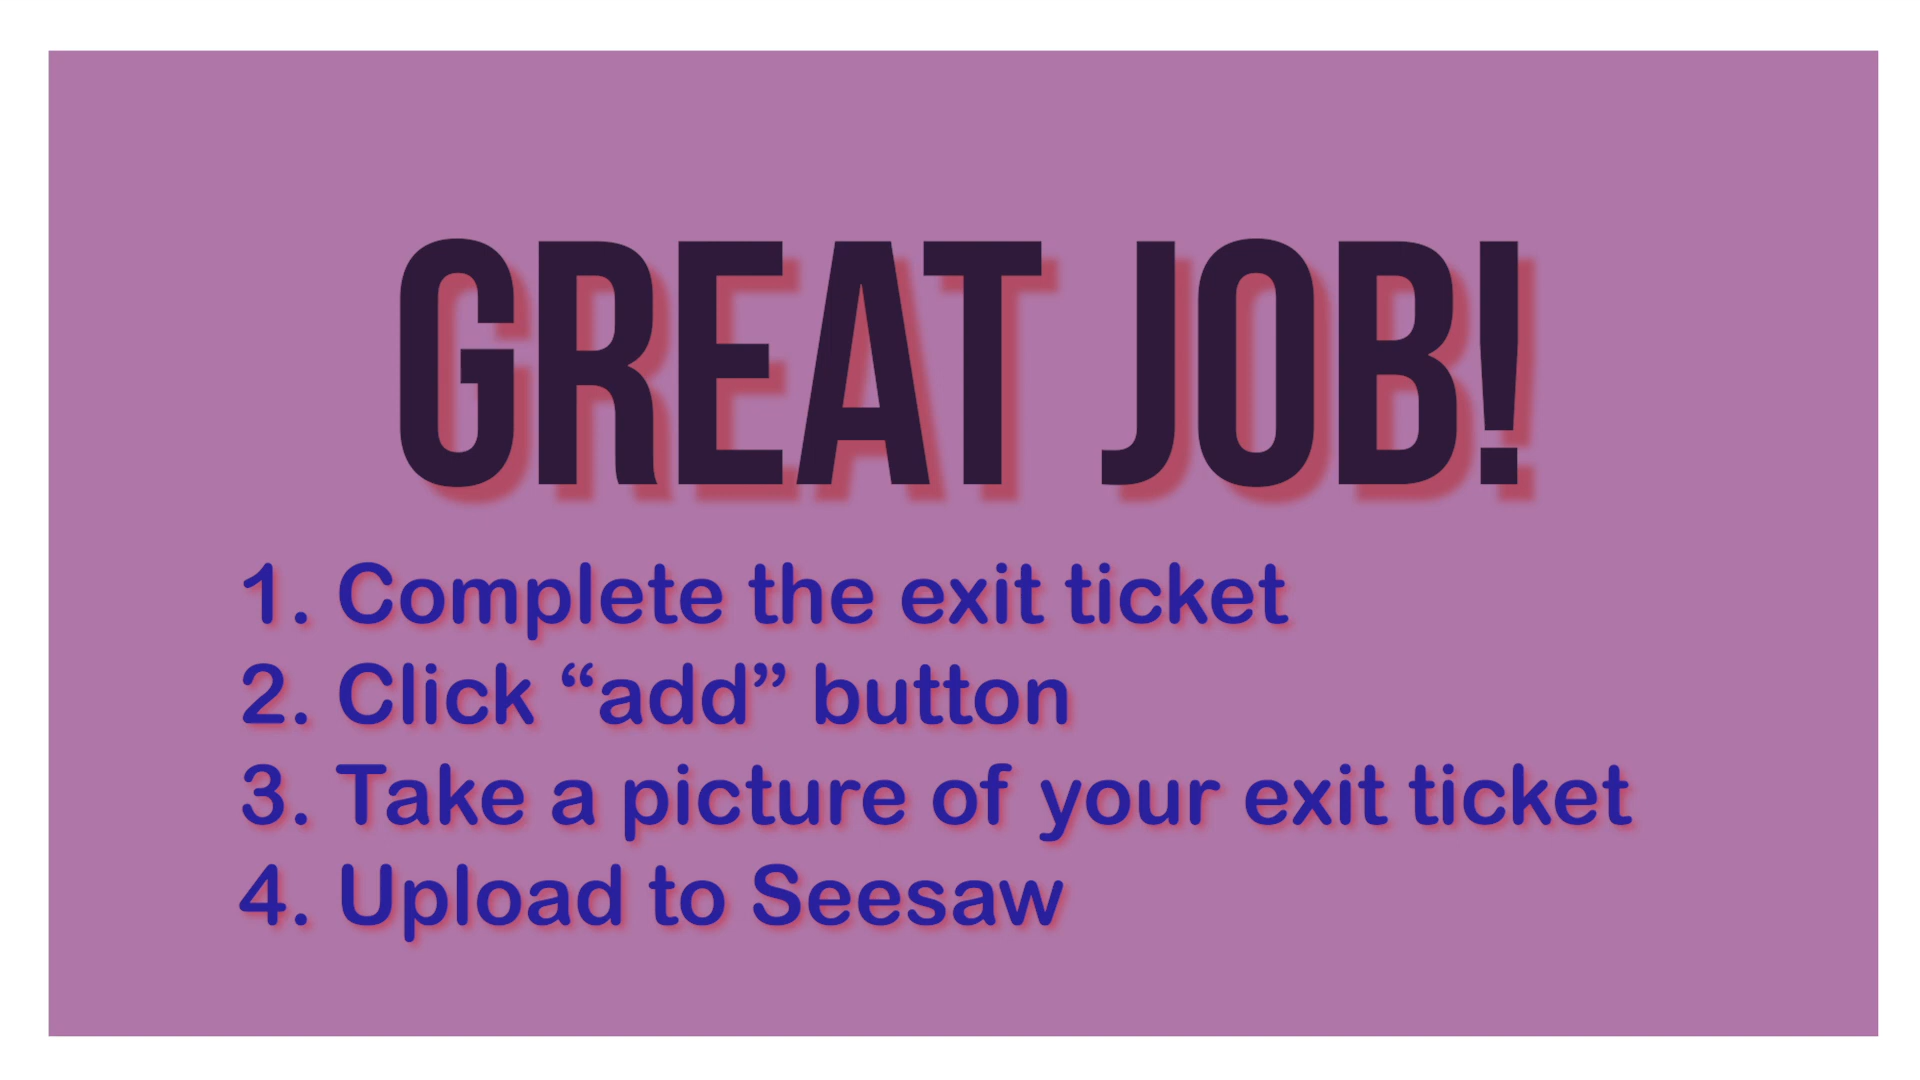 GREAT JOB!
1. Complete the exit ticket
2. Click “add” button
3. Take a picture of your exit ticket
4. Upload to Seesaw